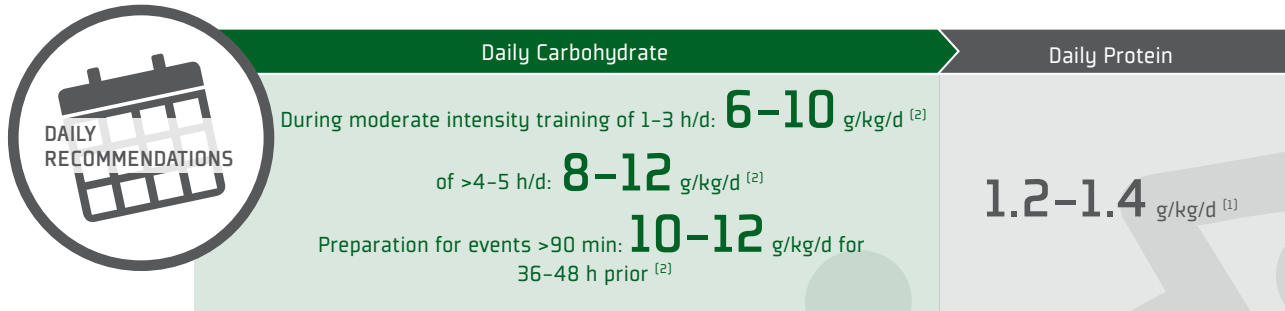 DAILY
RECOMMENDATIONS
Daily Carbohydrate
During moderate intensity training of 1–3 h/d: 6–10 g/kg/d (2)
of >4–5 h/d: 8–12 g/kg/d (2)
Preparation for events >90 min: 10–12 g/kg/d for
36–48 h prior (2)
Daily Protein
1.2–1.4 g/kg/d (1)